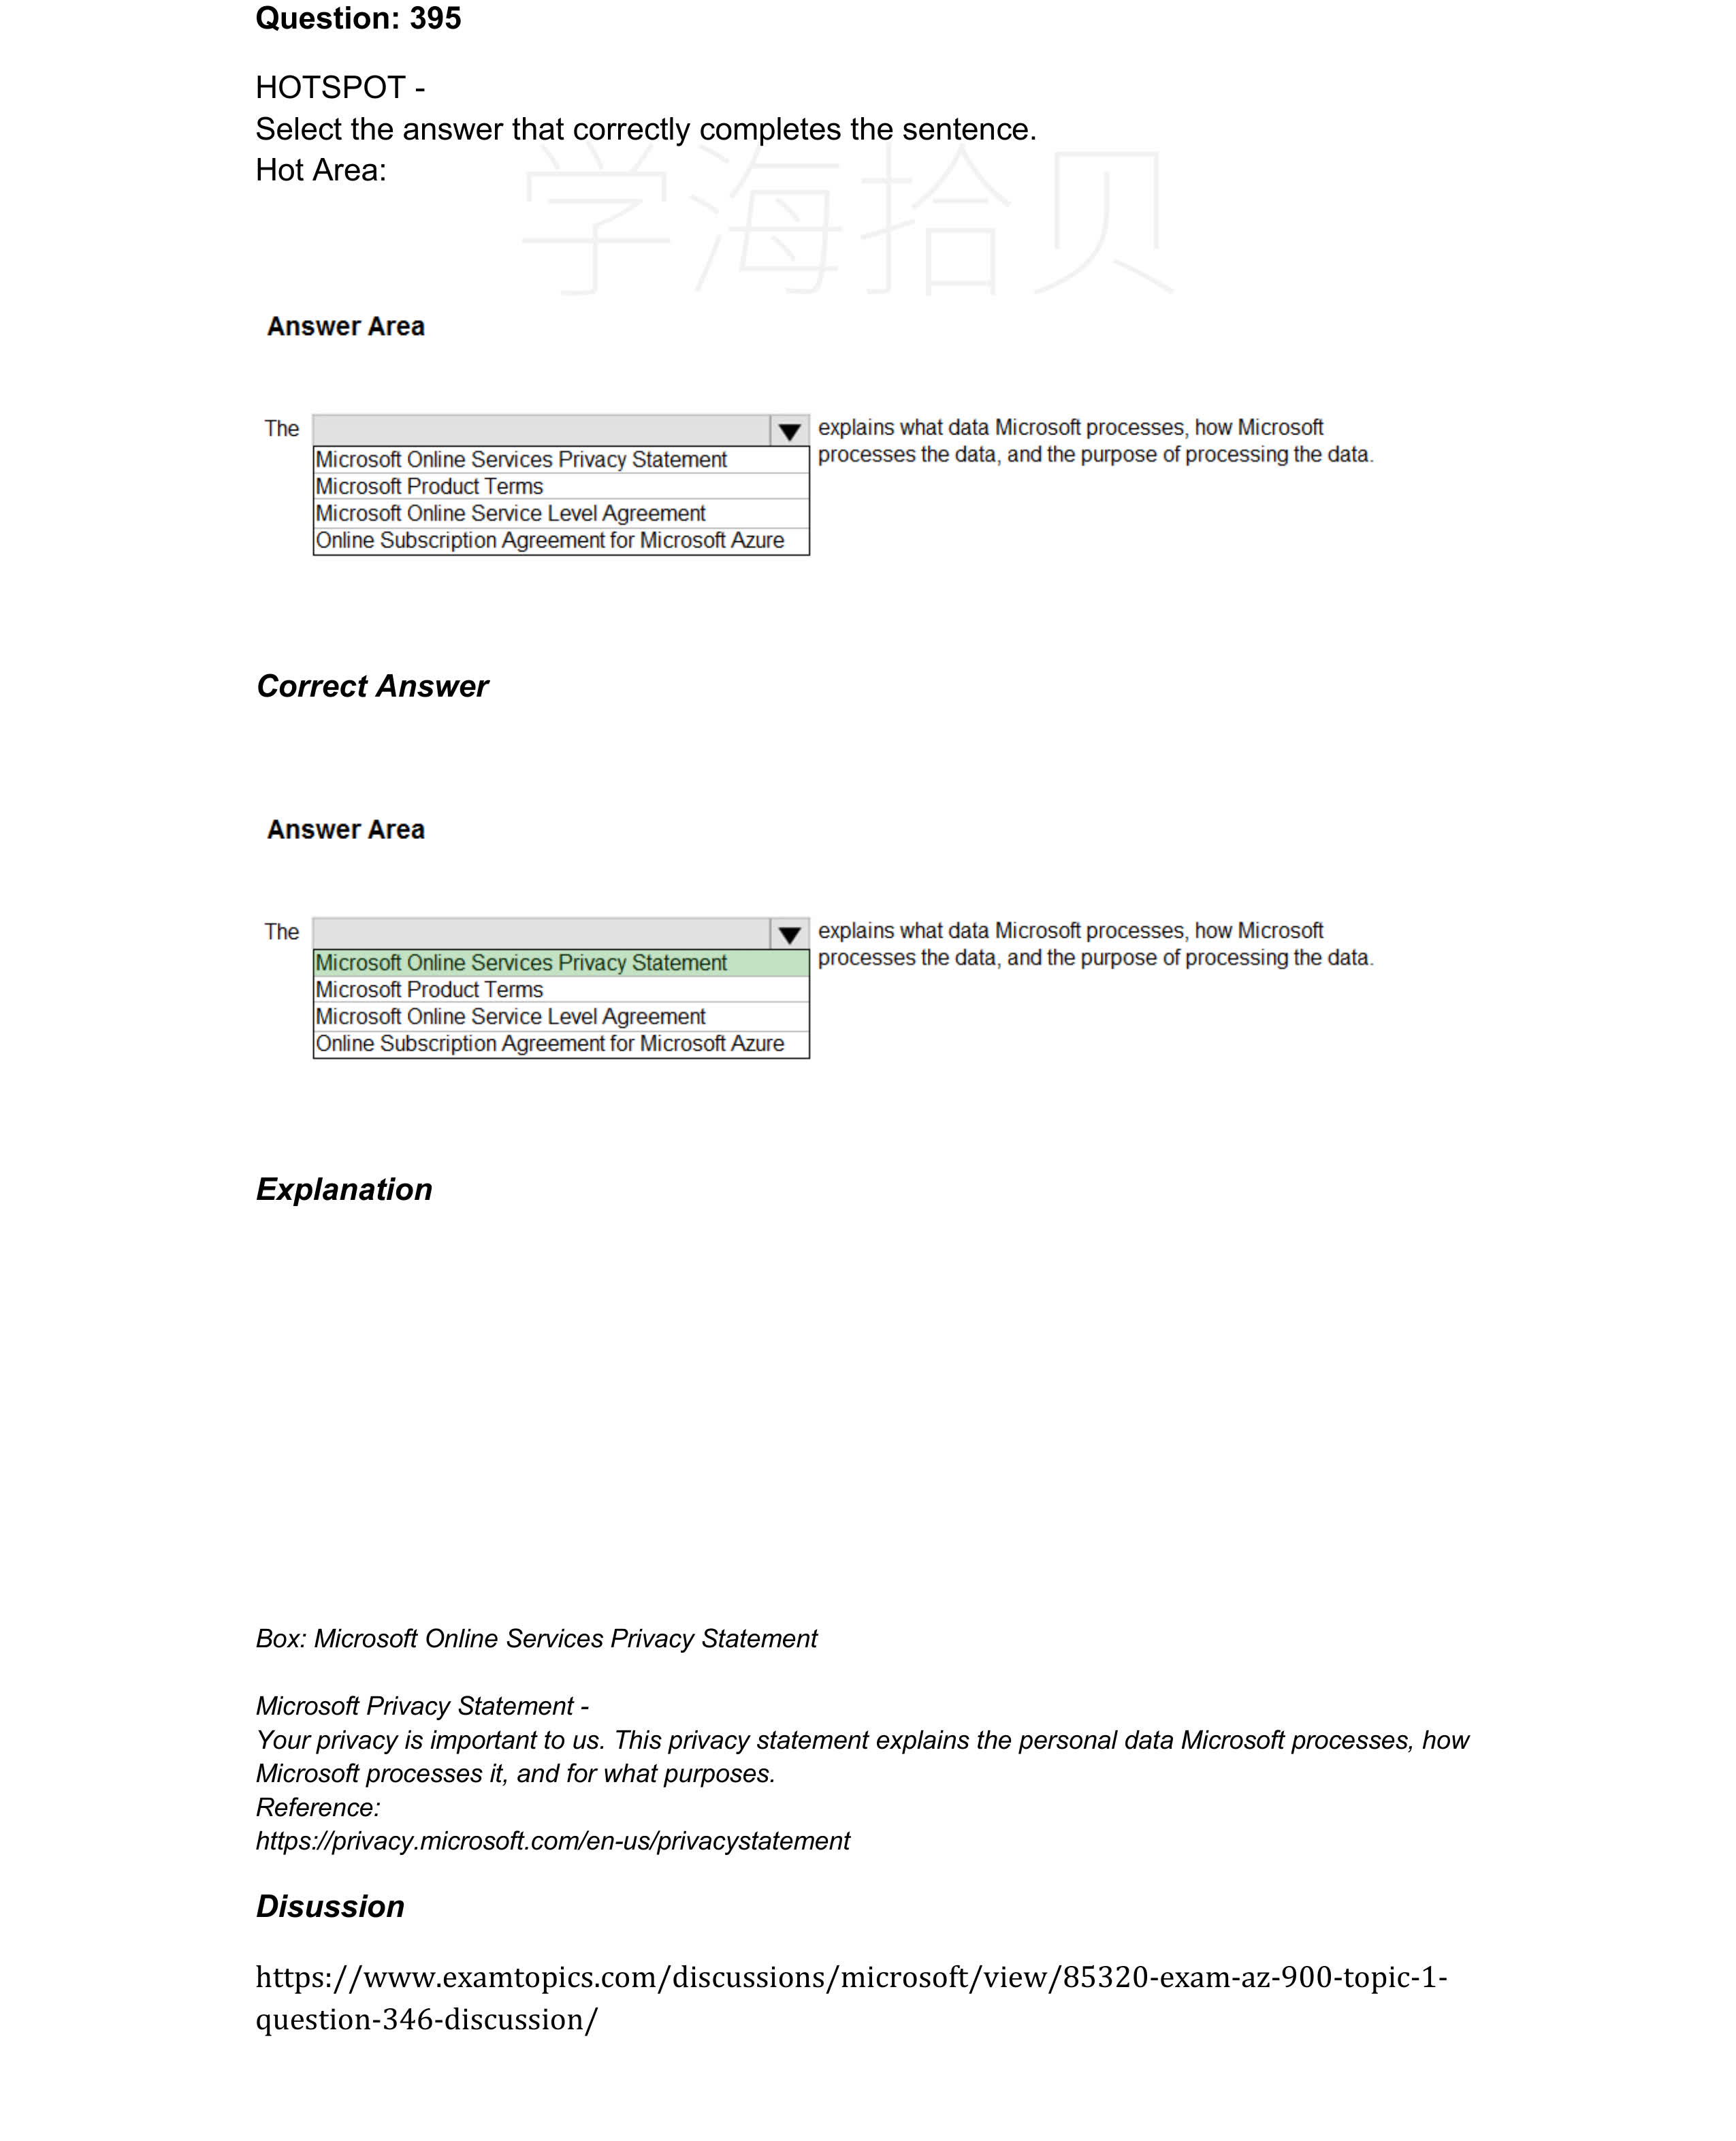 Question: 395
HOTSPOT -
Select the answer that correctly completes the sentence.
Hot Area:
学海拾贝
Answer Area
The
explains what data Microsoft processes, how Microsoft
processes the data, and the purpose of processing the data.
Microsoft Online Services Privacy Statement
Microsoft Product Terms
Microsoft Online Service Level Agreement
Online Subscription Agreement for Microsoft Azure
Correct Answer
Answer Area
The
explains what data Microsoft processes, how Microsoft
processes the data, and the purpose of processing the data.
Microsoft Online Services Privacy Statement
Microsoft Product Terms
Microsoft Online Service Level Agreement
Online Subscription Agreement for Microsoft Azure
Explanation
Box: Microsoft Online Services Privacy Statement
Microsoft Privacy Statement -
Your privacy is important to us. This privacy statement explains the personal data Microsoft processes, how
Microsoft processes it, and for what purposes.
Reference:
https://privacy.microsoft.com/en-us/privacystatement
Disussion
https://www.examtopics.com/discussions/microsoft/view/85320-exam-az-900-topic-1-
question-346-discussion/